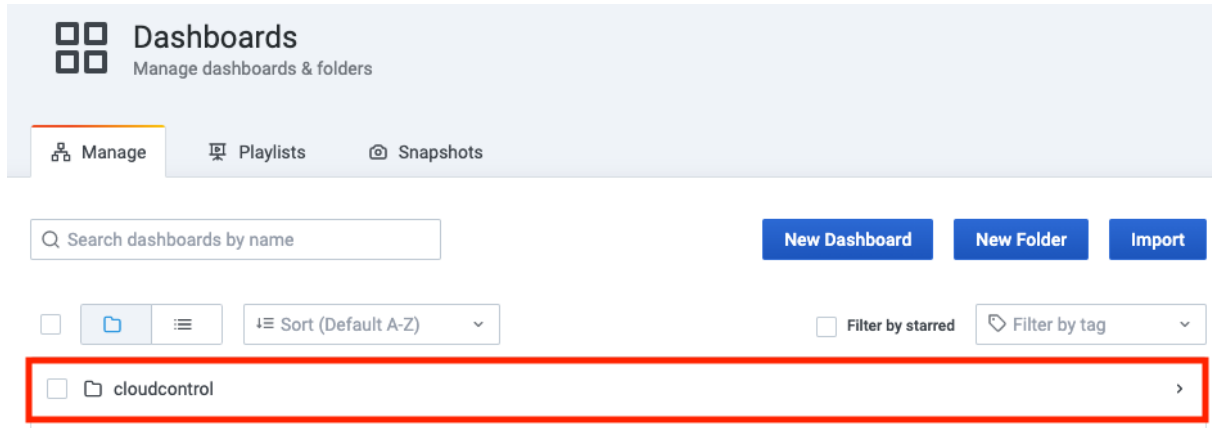 Dashboards
Manage dashboards & folders
Manage Playlists Snapshots
Search dashboards by name New Dashboard New Folder Import
Sort (Default A-Z) Filter by starred Filter by tag
cloudcontrol